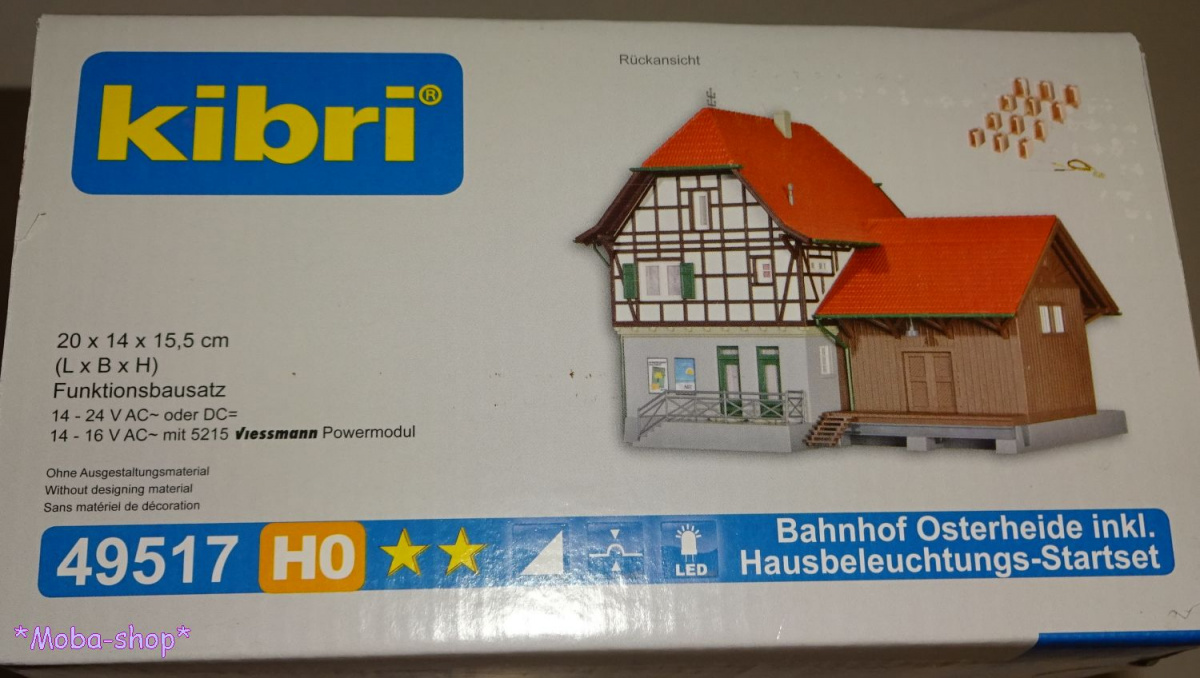 kibri®
Rückansicht
20 x 14 x 15,5 cm
(L x B x H)
Funktionsbausatz
14 - 24 V AC~ oder DC=
14 - 16 V AC~ mit 5215 Viessmann Powermodul
Ohne Ausgestaltungsmaterial
Without designing material
Sans matériel de décoration
49517 H0
LED
Bahnhof Osterheide inkl.
Hausbeleuchtungs-Startset
*Moba-shop*